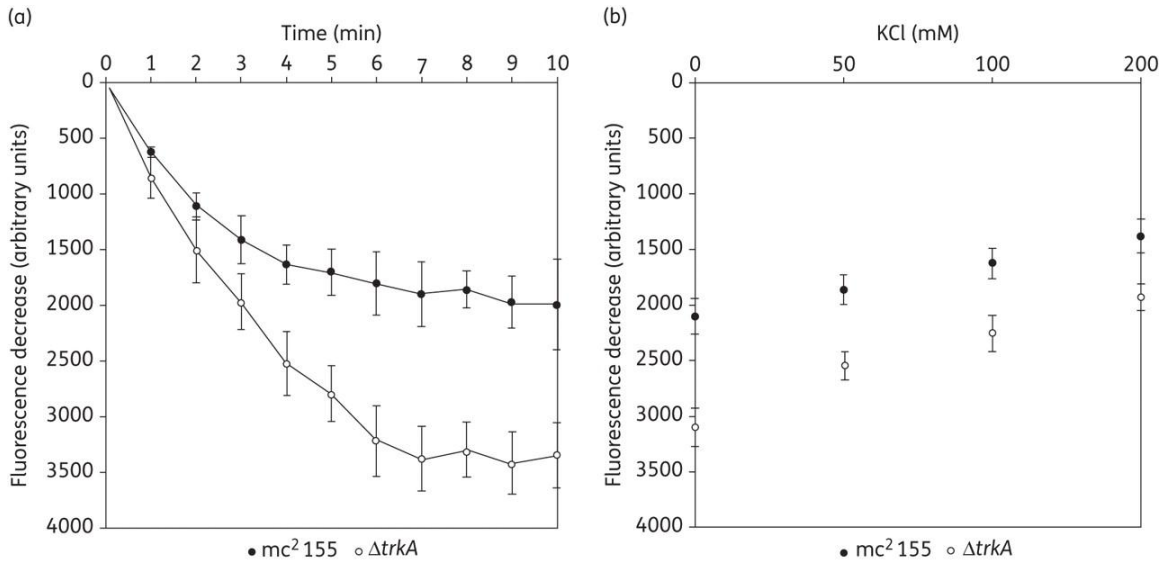 (a)
Time (min)
0 1 2 3 4 5 6 7 8 9 10
Fluorescence decrease (arbitrary units)
0
500
1000
1500
2000
2500
3000
3500
4000
● mc² 155 ○ ΔtrkA
(b)
KCl (mM)
0 50 100 200
Fluorescence decrease (arbitrary units)
0
500
1000
1500
2000
2500
3000
3500
4000
● mc² 155 ○ ΔtrkA